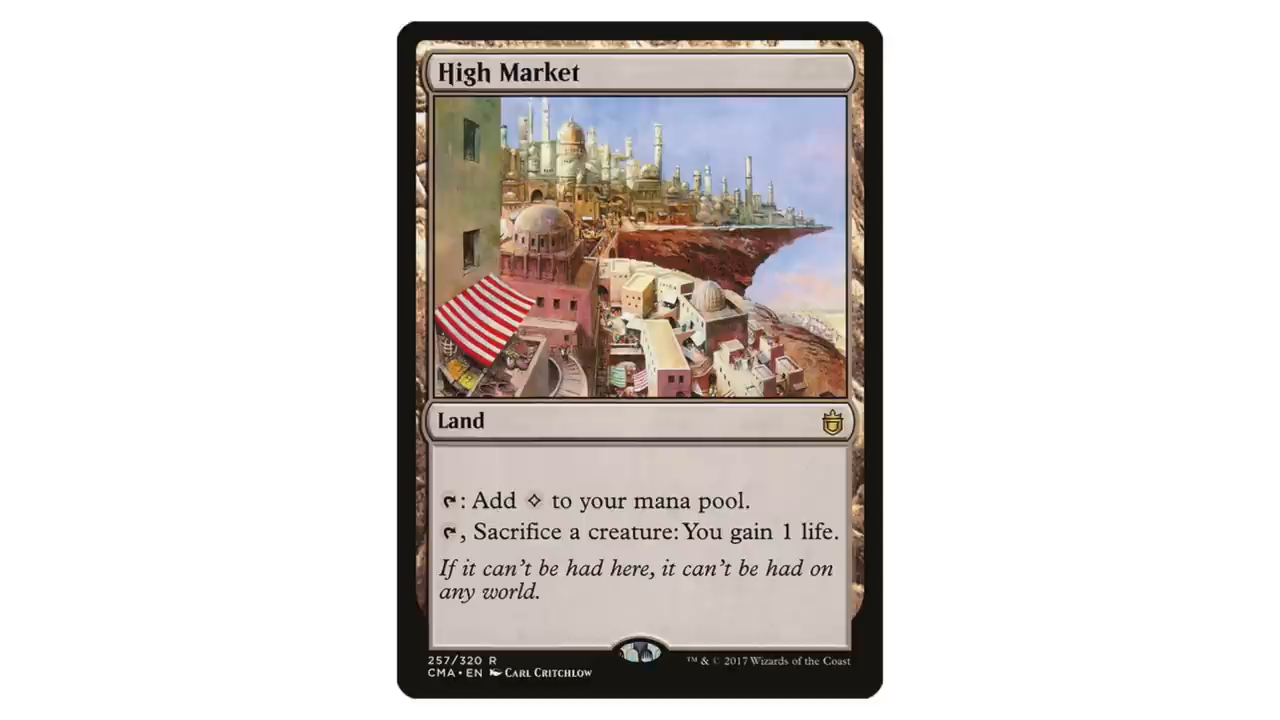 High Market
Land
: Add to your mana pool.
, Sacrifice a creature: You gain 1 life.
If it can't be had here, it can't be had on
any world.
257/320 R
™ & © 2017 Wizards of the Coast
CMA • EN Carl Critchlow